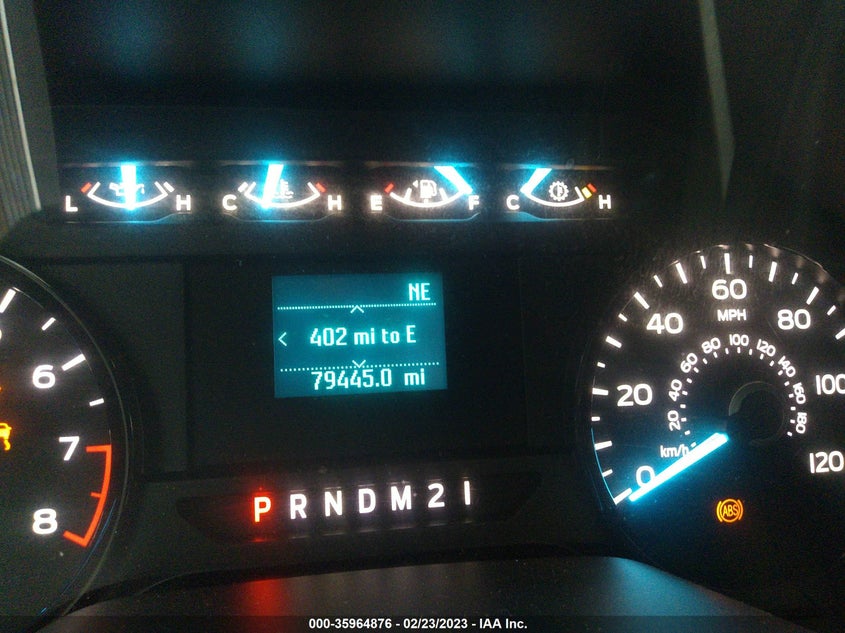 L H C H E F C H
NE
402 mi to E
79445.0 mi
P R N D M 2 1
6
7
8
0 20 40 60 80 100 120
MPH
20 40 60 80 100 120 140 160 180
km/h
ABS
000-35964876 - 02/23/2023 - IAA Inc.